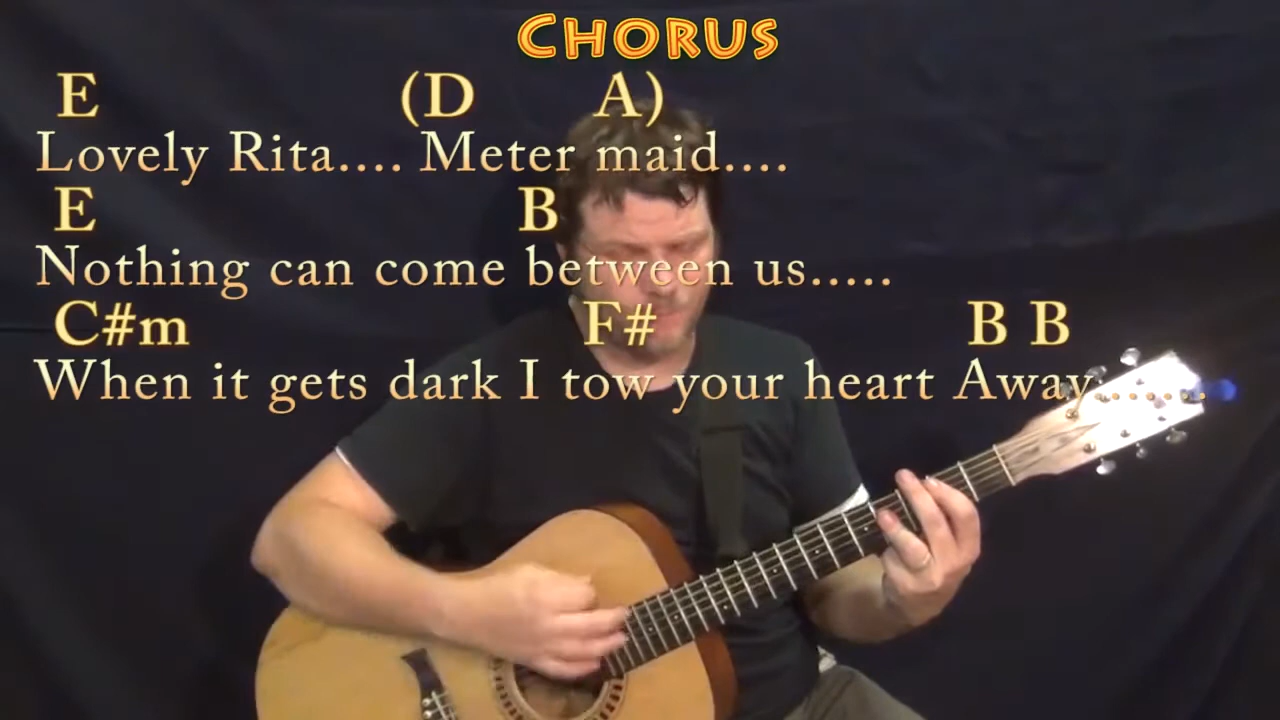 CHORUS
E (D A)
Lovely Rita.... Meter maid....
E B
Nothing can come between us.....
C#m F# B B
When it gets dark I tow your heart Away.......